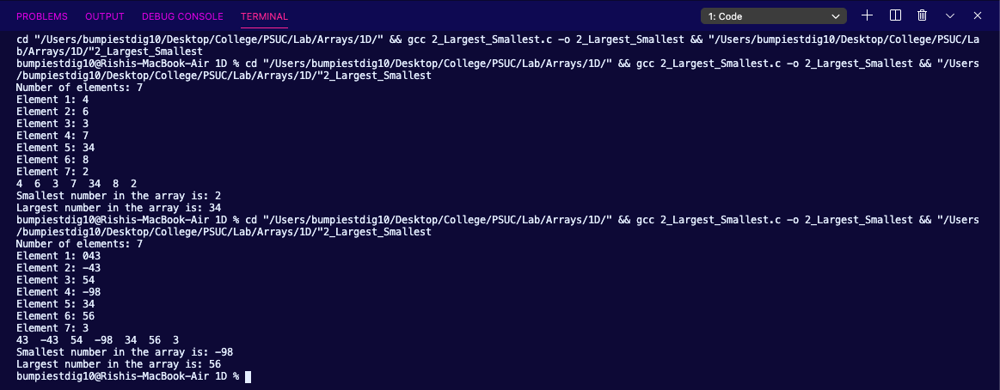 PROBLEMS OUTPUT DEBUG CONSOLE TERMINAL 1: Code
cd "/Users/bumpiestdig10/Desktop/College/PSUC/Lab/Arrays/1D/" && gcc 2_Largest_Smallest.c -o 2_Largest_Smallest && "/Users/bumpiestdig10/Desktop/College/PSUC/La
b/Arrays/1D/"2_Largest_Smallest
bumpiestdig10@Rishis-MacBook-Air 1D % cd "/Users/bumpiestdig10/Desktop/College/PSUC/Lab/Arrays/1D/" && gcc 2_Largest_Smallest.c -o 2_Largest_Smallest && "/Users
/bumpiestdig10/Desktop/College/PSUC/Lab/Arrays/1D/"2_Largest_Smallest
Number of elements: 7
Element 1: 4
Element 2: 6
Element 3: 3
Element 4: 7
Element 5: 34
Element 6: 8
Element 7: 2
4  6  3  7  34  8  2
Smallest number in the array is: 2
Largest number in the array is: 34
bumpiestdig10@Rishis-MacBook-Air 1D % cd "/Users/bumpiestdig10/Desktop/College/PSUC/Lab/Arrays/1D/" && gcc 2_Largest_Smallest.c -o 2_Largest_Smallest && "/Users
/bumpiestdig10/Desktop/College/PSUC/Lab/Arrays/1D/"2_Largest_Smallest
Number of elements: 7
Element 1: 043
Element 2: -43
Element 3: 54
Element 4: -98
Element 5: 34
Element 6: 56
Element 7: 3
43  -43  54  -98  34  56  3
Smallest number in the array is: -98
Largest number in the array is: 56
bumpiestdig10@Rishis-MacBook-Air 1D %